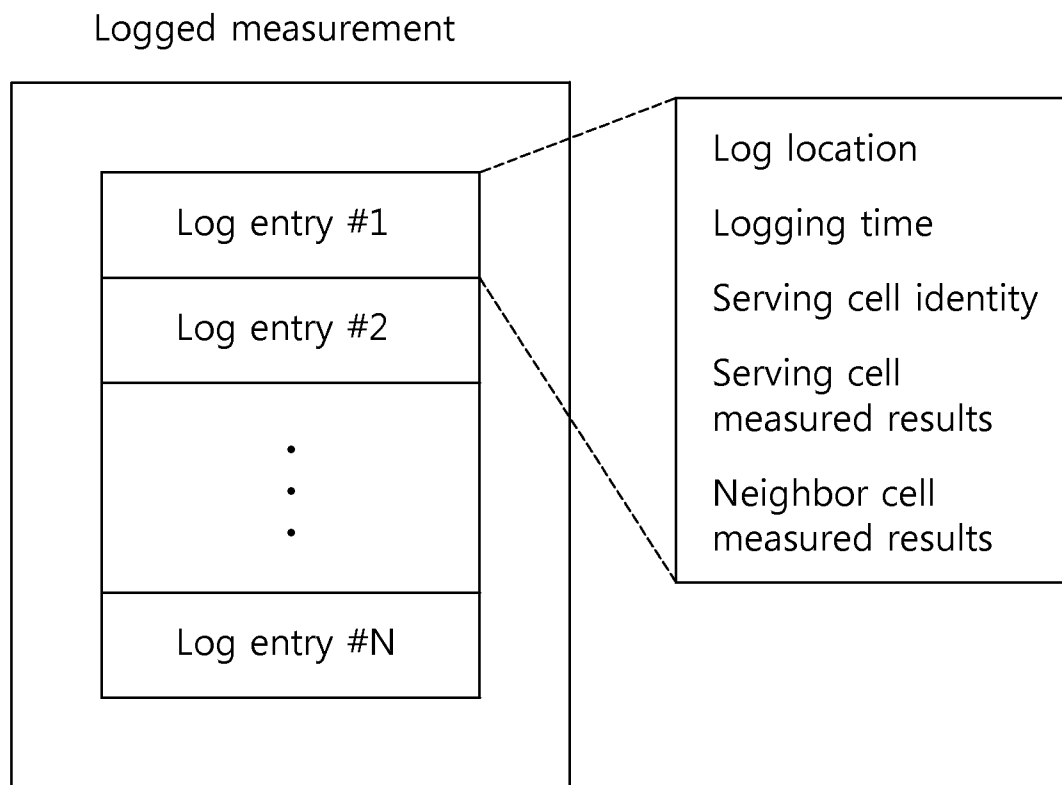 Logged measurement
Log entry #1
Log entry #2
Log entry #N
Log location
Logging time
Serving cell identity
Serving cell
measured results
Neighbor cell
measured results